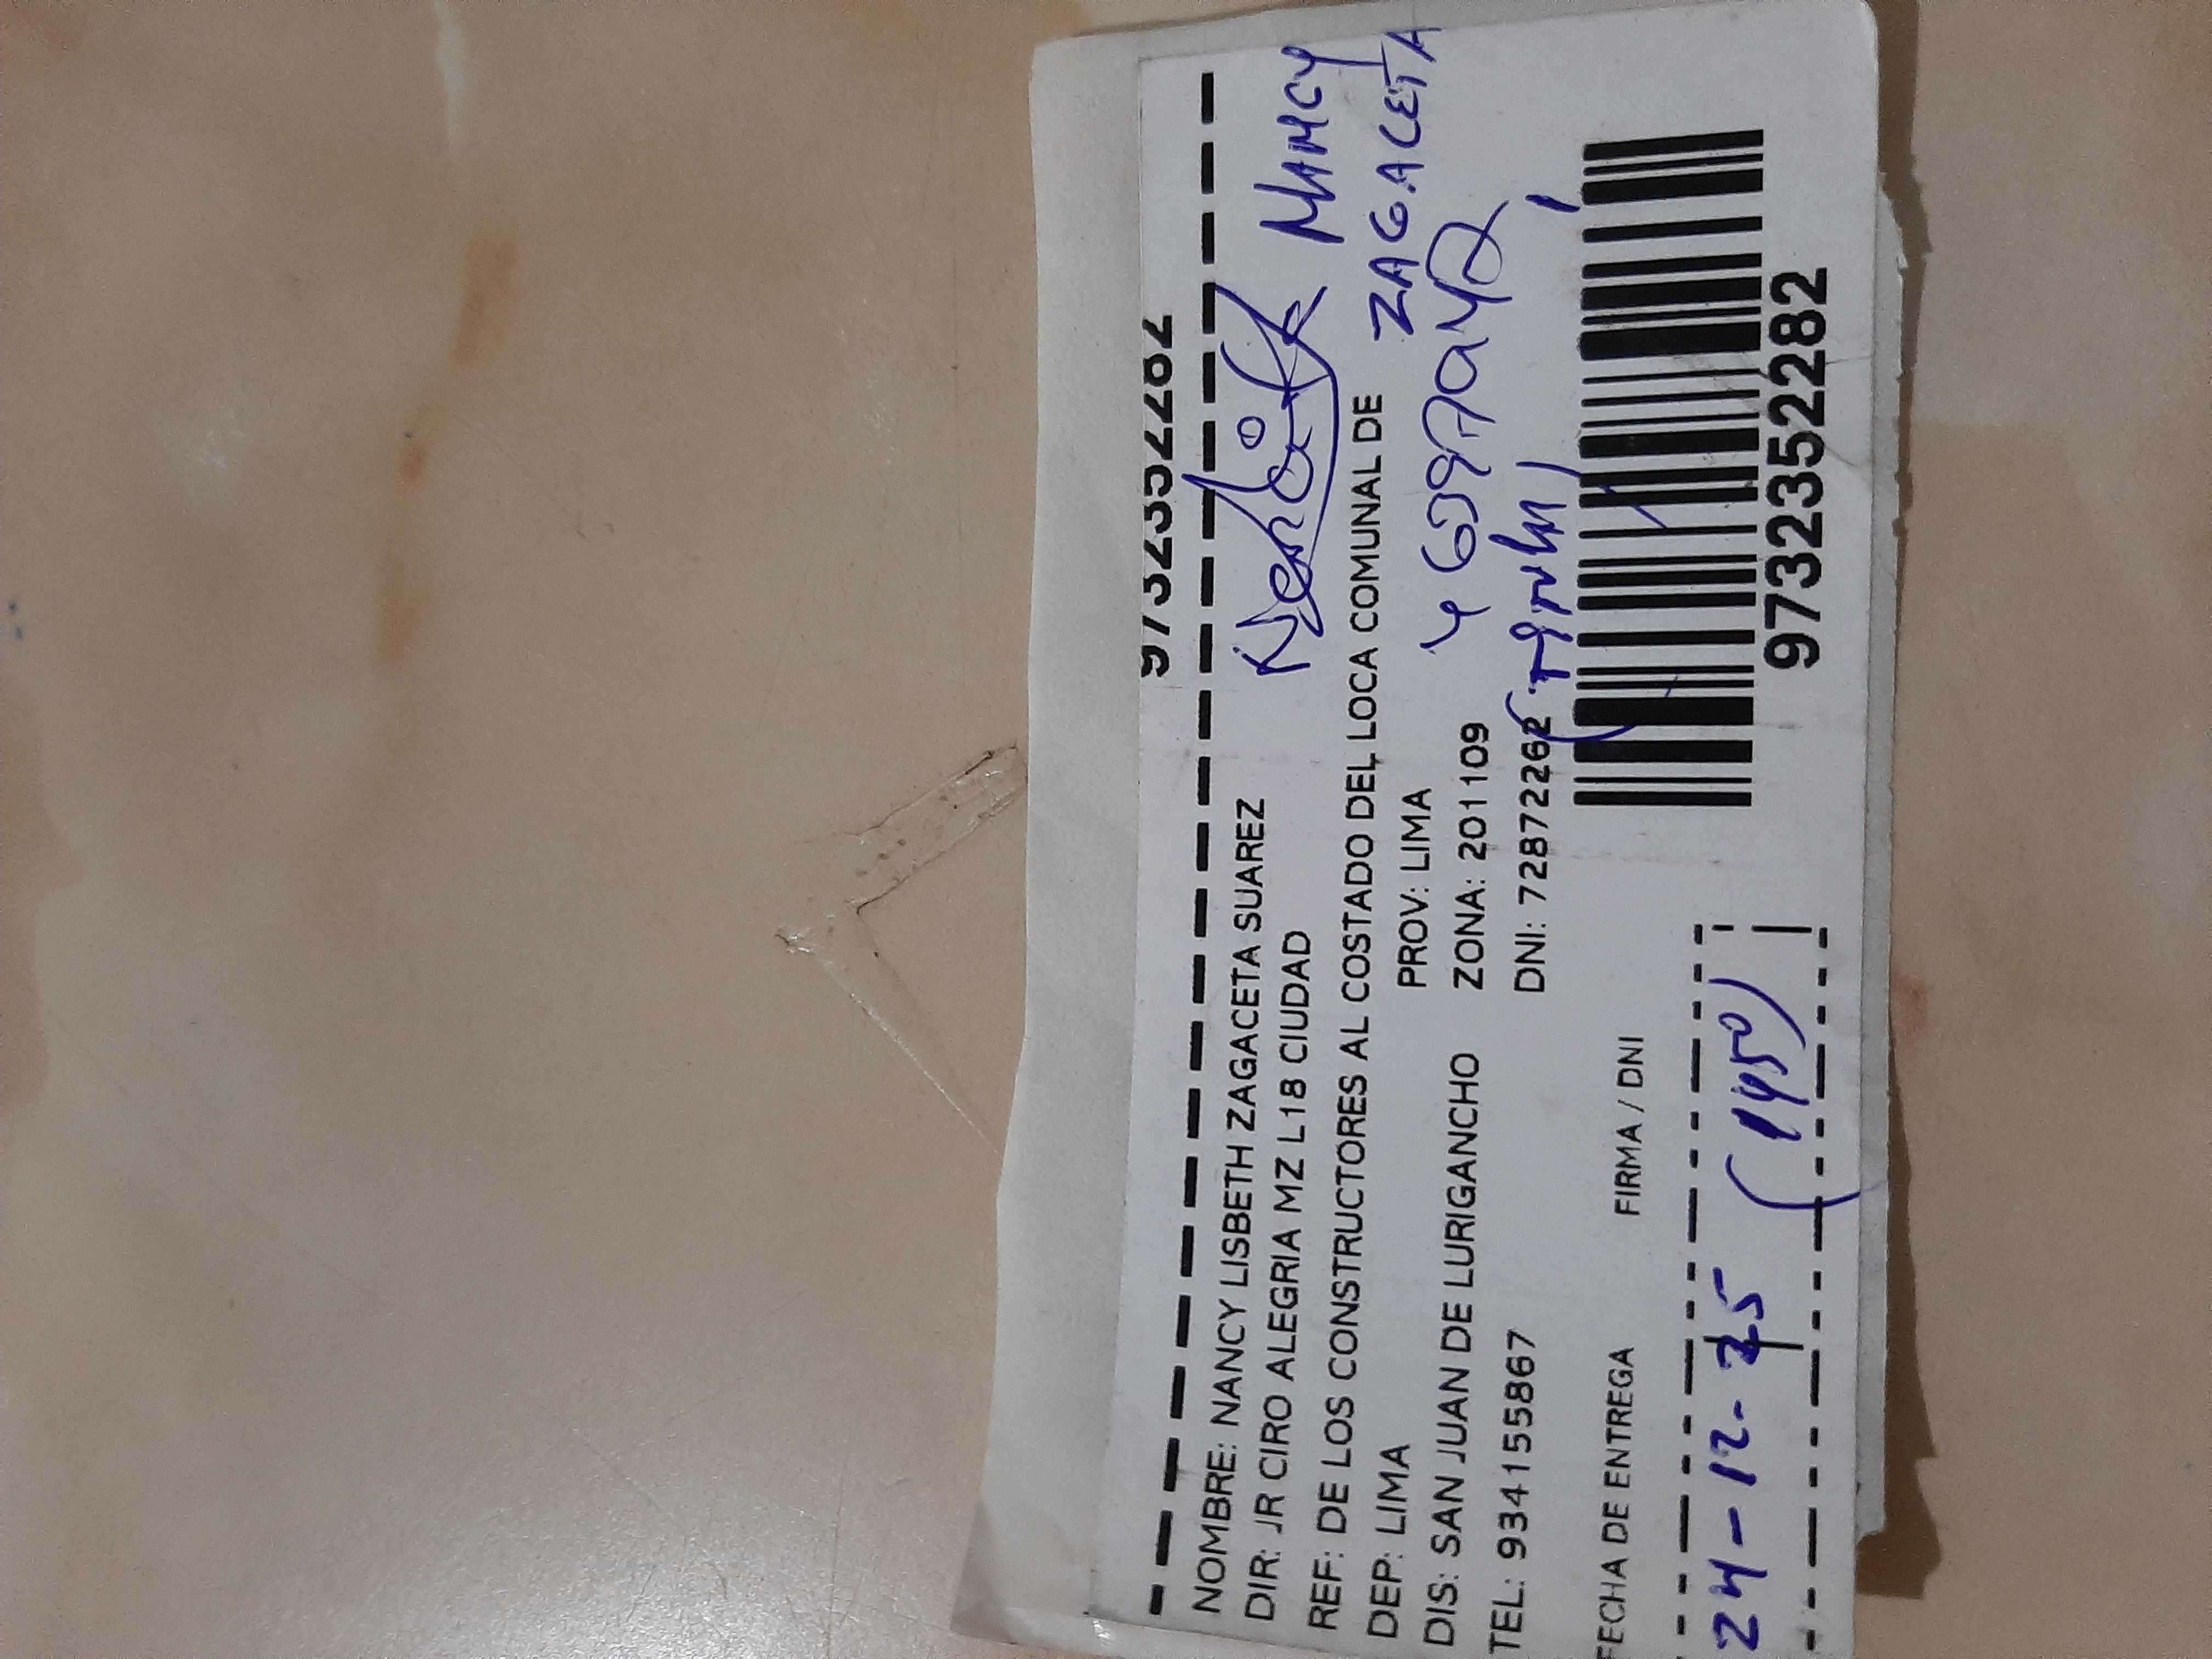 9732352282
NOMBRE: NANCY LISBETH ZAGACETA SUAREZ
DIR: JR CIRO ALEGRIA MZ L18 CIUDAD
NANCY
REF: DE LOS CONSTRUCTORES AL COSTADO DEL LOCA COMUNAL DE
ZAGACETA
DEP: LIMA PROV: LIMA
DIS: SAN JUAN DE LURIGANCHO ZONA: 201109
TEL: 934155867 DNI: 72872262
FECHA DE ENTREGA FIRMA / DNI
24-12-25 (1450)
9732352282